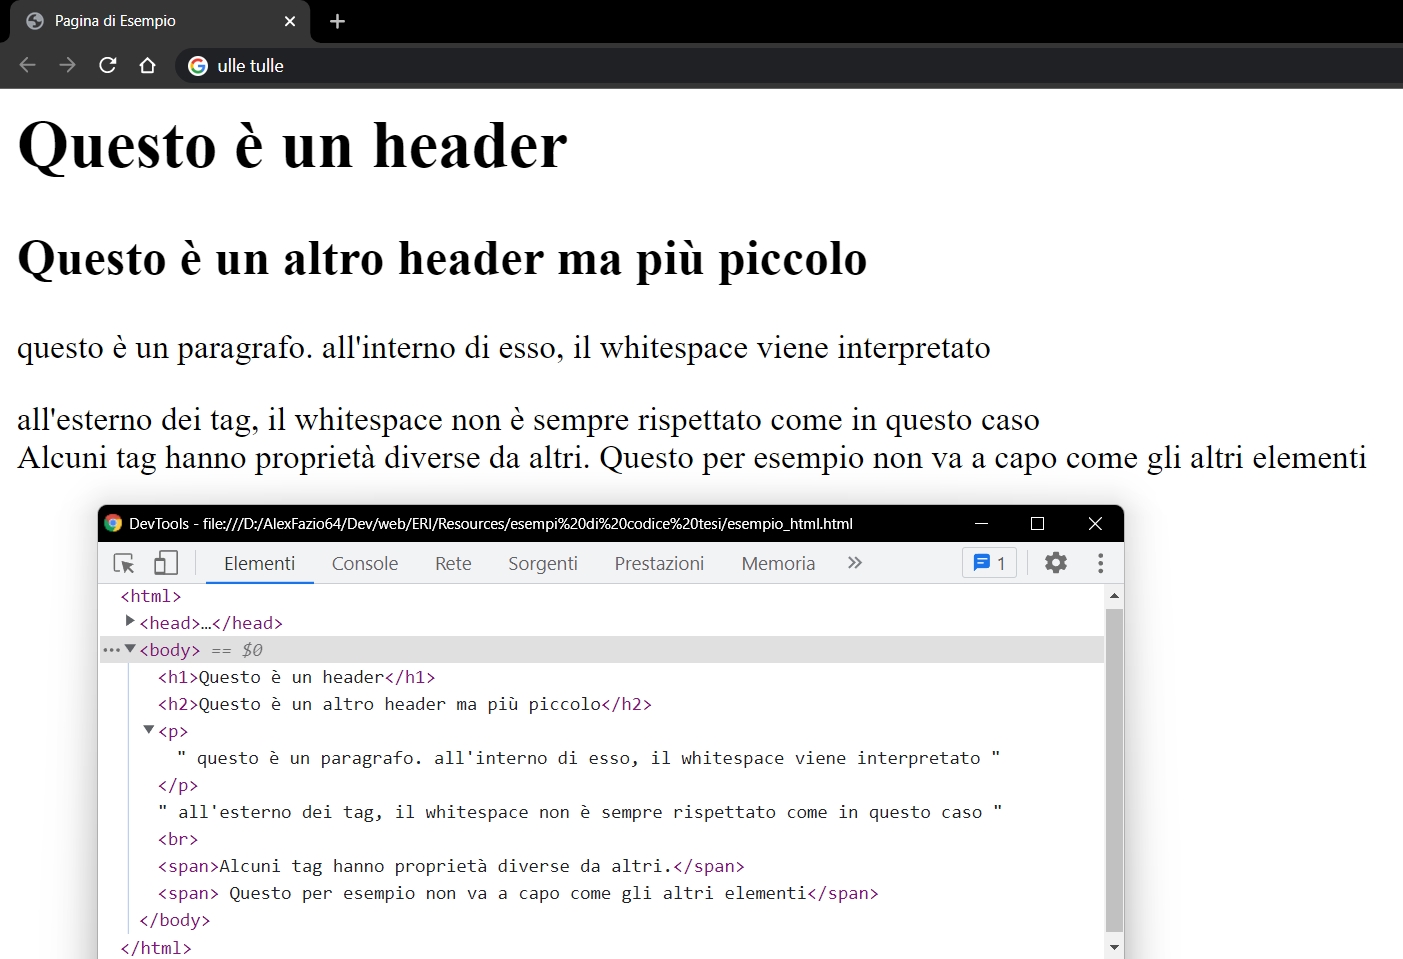 Pagina di Esempio
ulle tulle
Questo è un header
Questo è un altro header ma più piccolo
questo è un paragrafo. all'interno di esso, il whitespace viene interpretato
all'esterno dei tag, il whitespace non è sempre rispettato come in questo caso
Alcuni tag hanno proprietà diverse da altri. Questo per esempio non va a capo come gli altri elementi
DevTools - file:///D:/AlexFazio64/Dev/web/ERI/Resources/esempi%20di%20codice%20tesi/esempio_html.html
Elementi Console Rete Sorgenti Prestazioni Memoria » 1
<html>
<head>…</head>
<body> == $0
<h1>Questo è un header</h1>
<h2>Questo è un altro header ma più piccolo</h2>
<p>
" questo è un paragrafo. all'interno di esso, il whitespace viene interpretato "
</p>
" all'esterno dei tag, il whitespace non è sempre rispettato come in questo caso "
<br>
<span>Alcuni tag hanno proprietà diverse da altri.</span>
<span> Questo per esempio non va a capo come gli altri elementi</span>
</body>
</html>